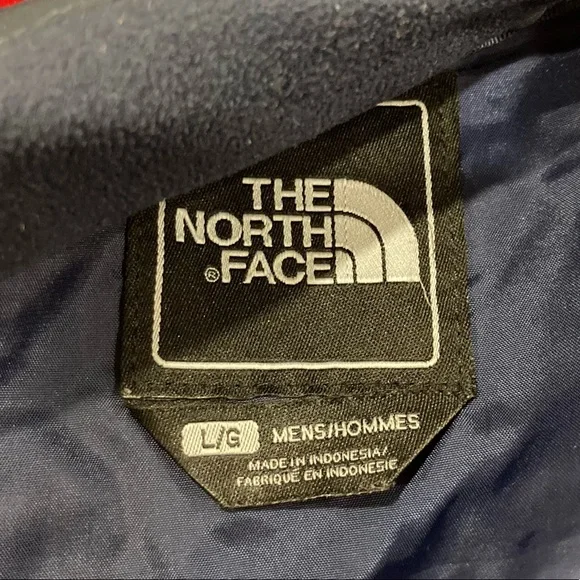 THE
NORTH
® FACE
L/G MENS/HOMMES
MADE IN INDONESIA/
FABRIQUE EN INDONESIE